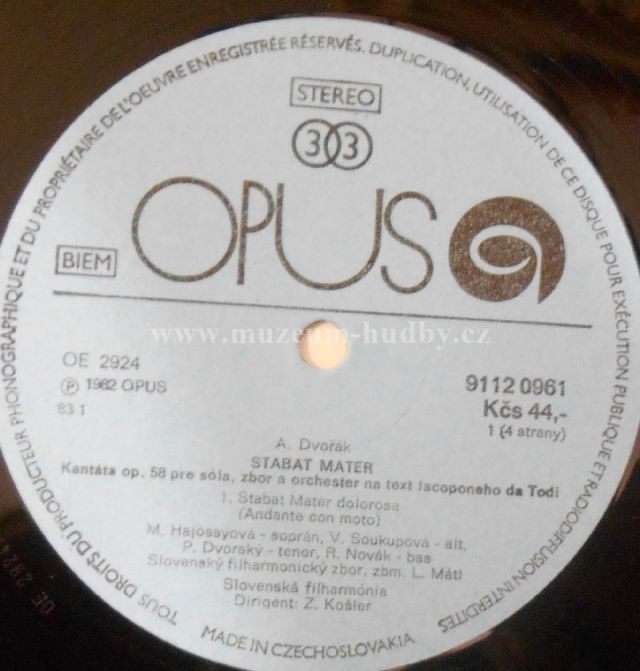 TOUS DROITS DU PRODUCTEUR PHONOGRAPHIQUE ET DU PROPRIÉTAIRE DE L'OEUVRE ENREGISTRÉE RÉSERVÉS. DUPLICATION, UTILISATION DE CE DISQUE POUR EXÉCUTION PUBLIQUE ET RADIODIFFUSION INTERDITES
STEREO
33
OPUS
BIEM
www.muzeum-hudby.cz
OE 2924
Ⓟ 1982 OPUS
83 1
9112 0961
Kčs 44,-
1 (4 strany)
A. Dvořák
STABAT MATER
Kantáta op. 58 pre sóla, zbor a orchester na text Jacoponeho da Todi
1. Stabat Mater dolorosa
(Andante con moto)
M. Hajóssyová - soprán, V. Soukupová - alt,
P. Dvorský - tenor, R. Novák - bas
Slovenský filharmonický zbor, zbm. L. Mátl
Slovenská filharmónia
Dirigent: Z. Košler
MADE IN CZECHOSLOVAKIA